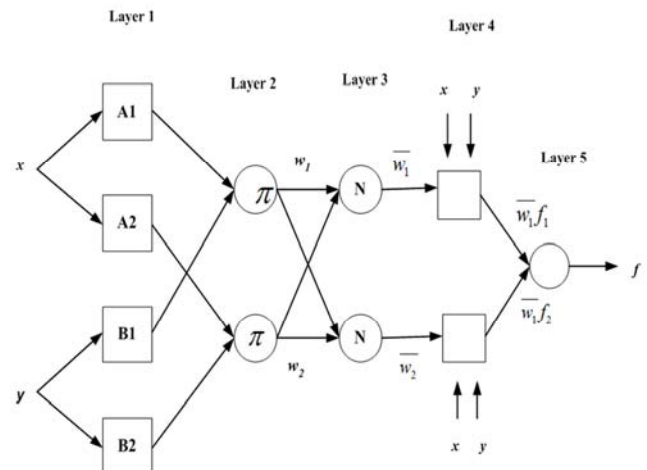 Layer 1
Layer 4
Layer 2
Layer 3
x y
Layer 5
A1
x
w₁
w̅₁
π
N
A2
w̅₁f₁
f
B1
w̅₁f₂
π
N
y
w₂
w̅₂
B2
x y